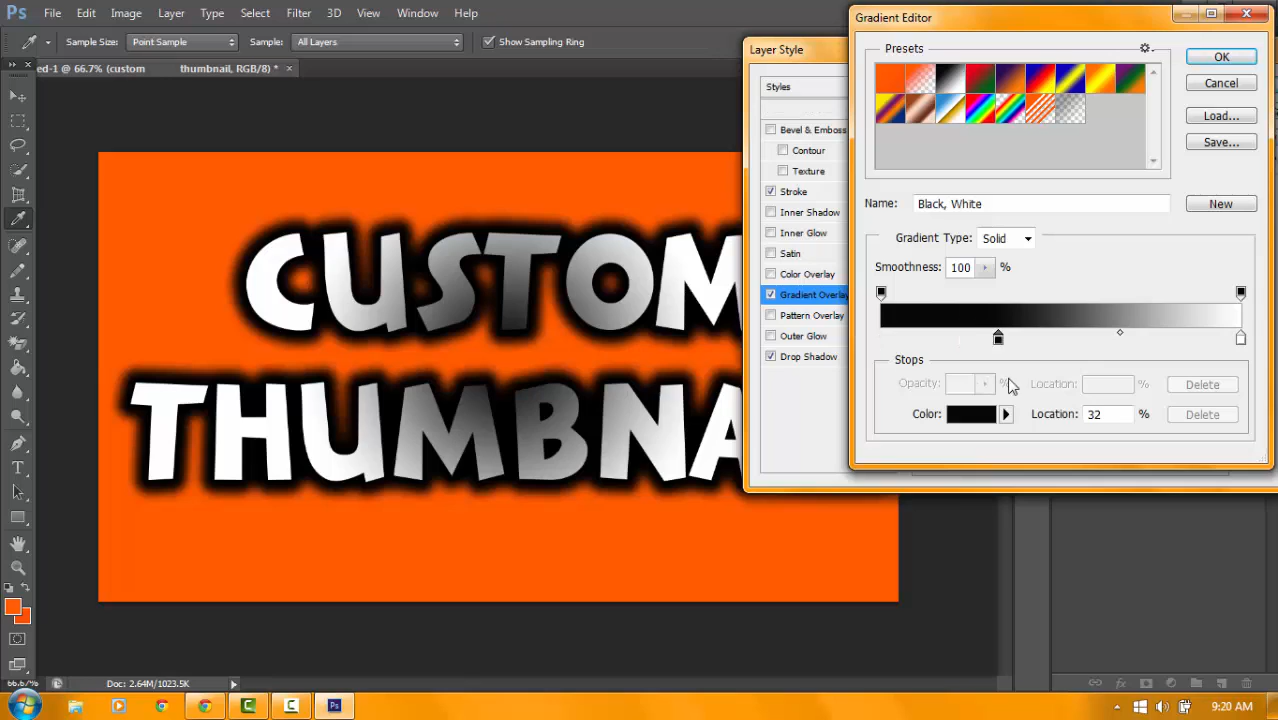 Ps File Edit Image Layer Type Select Filter 3D View Window Help
Sample Size: Point Sample Sample: All Layers Show Sampling Ring
ed-1 @ 66.7% (custom thumbnail, RGB/8) * ×
CUSTOM
THUMBNA
66.67% Doc: 2.64M/1023.5K
Layer Style
Styles
Bevel & Emboss
Contour
Texture
Stroke
Inner Shadow
Inner Glow
Satin
Color Overlay
Gradient Overlay
Pattern Overlay
Outer Glow
Drop Shadow
Gradient Editor
Presets
OK
Cancel
Load...
Save...
Name: Black, White New
Gradient Type: Solid
Smoothness: 100 %
Stops
Opacity: % Location: % Delete
Color: Location: 32 % Delete
fx
Ps 9:20 AM